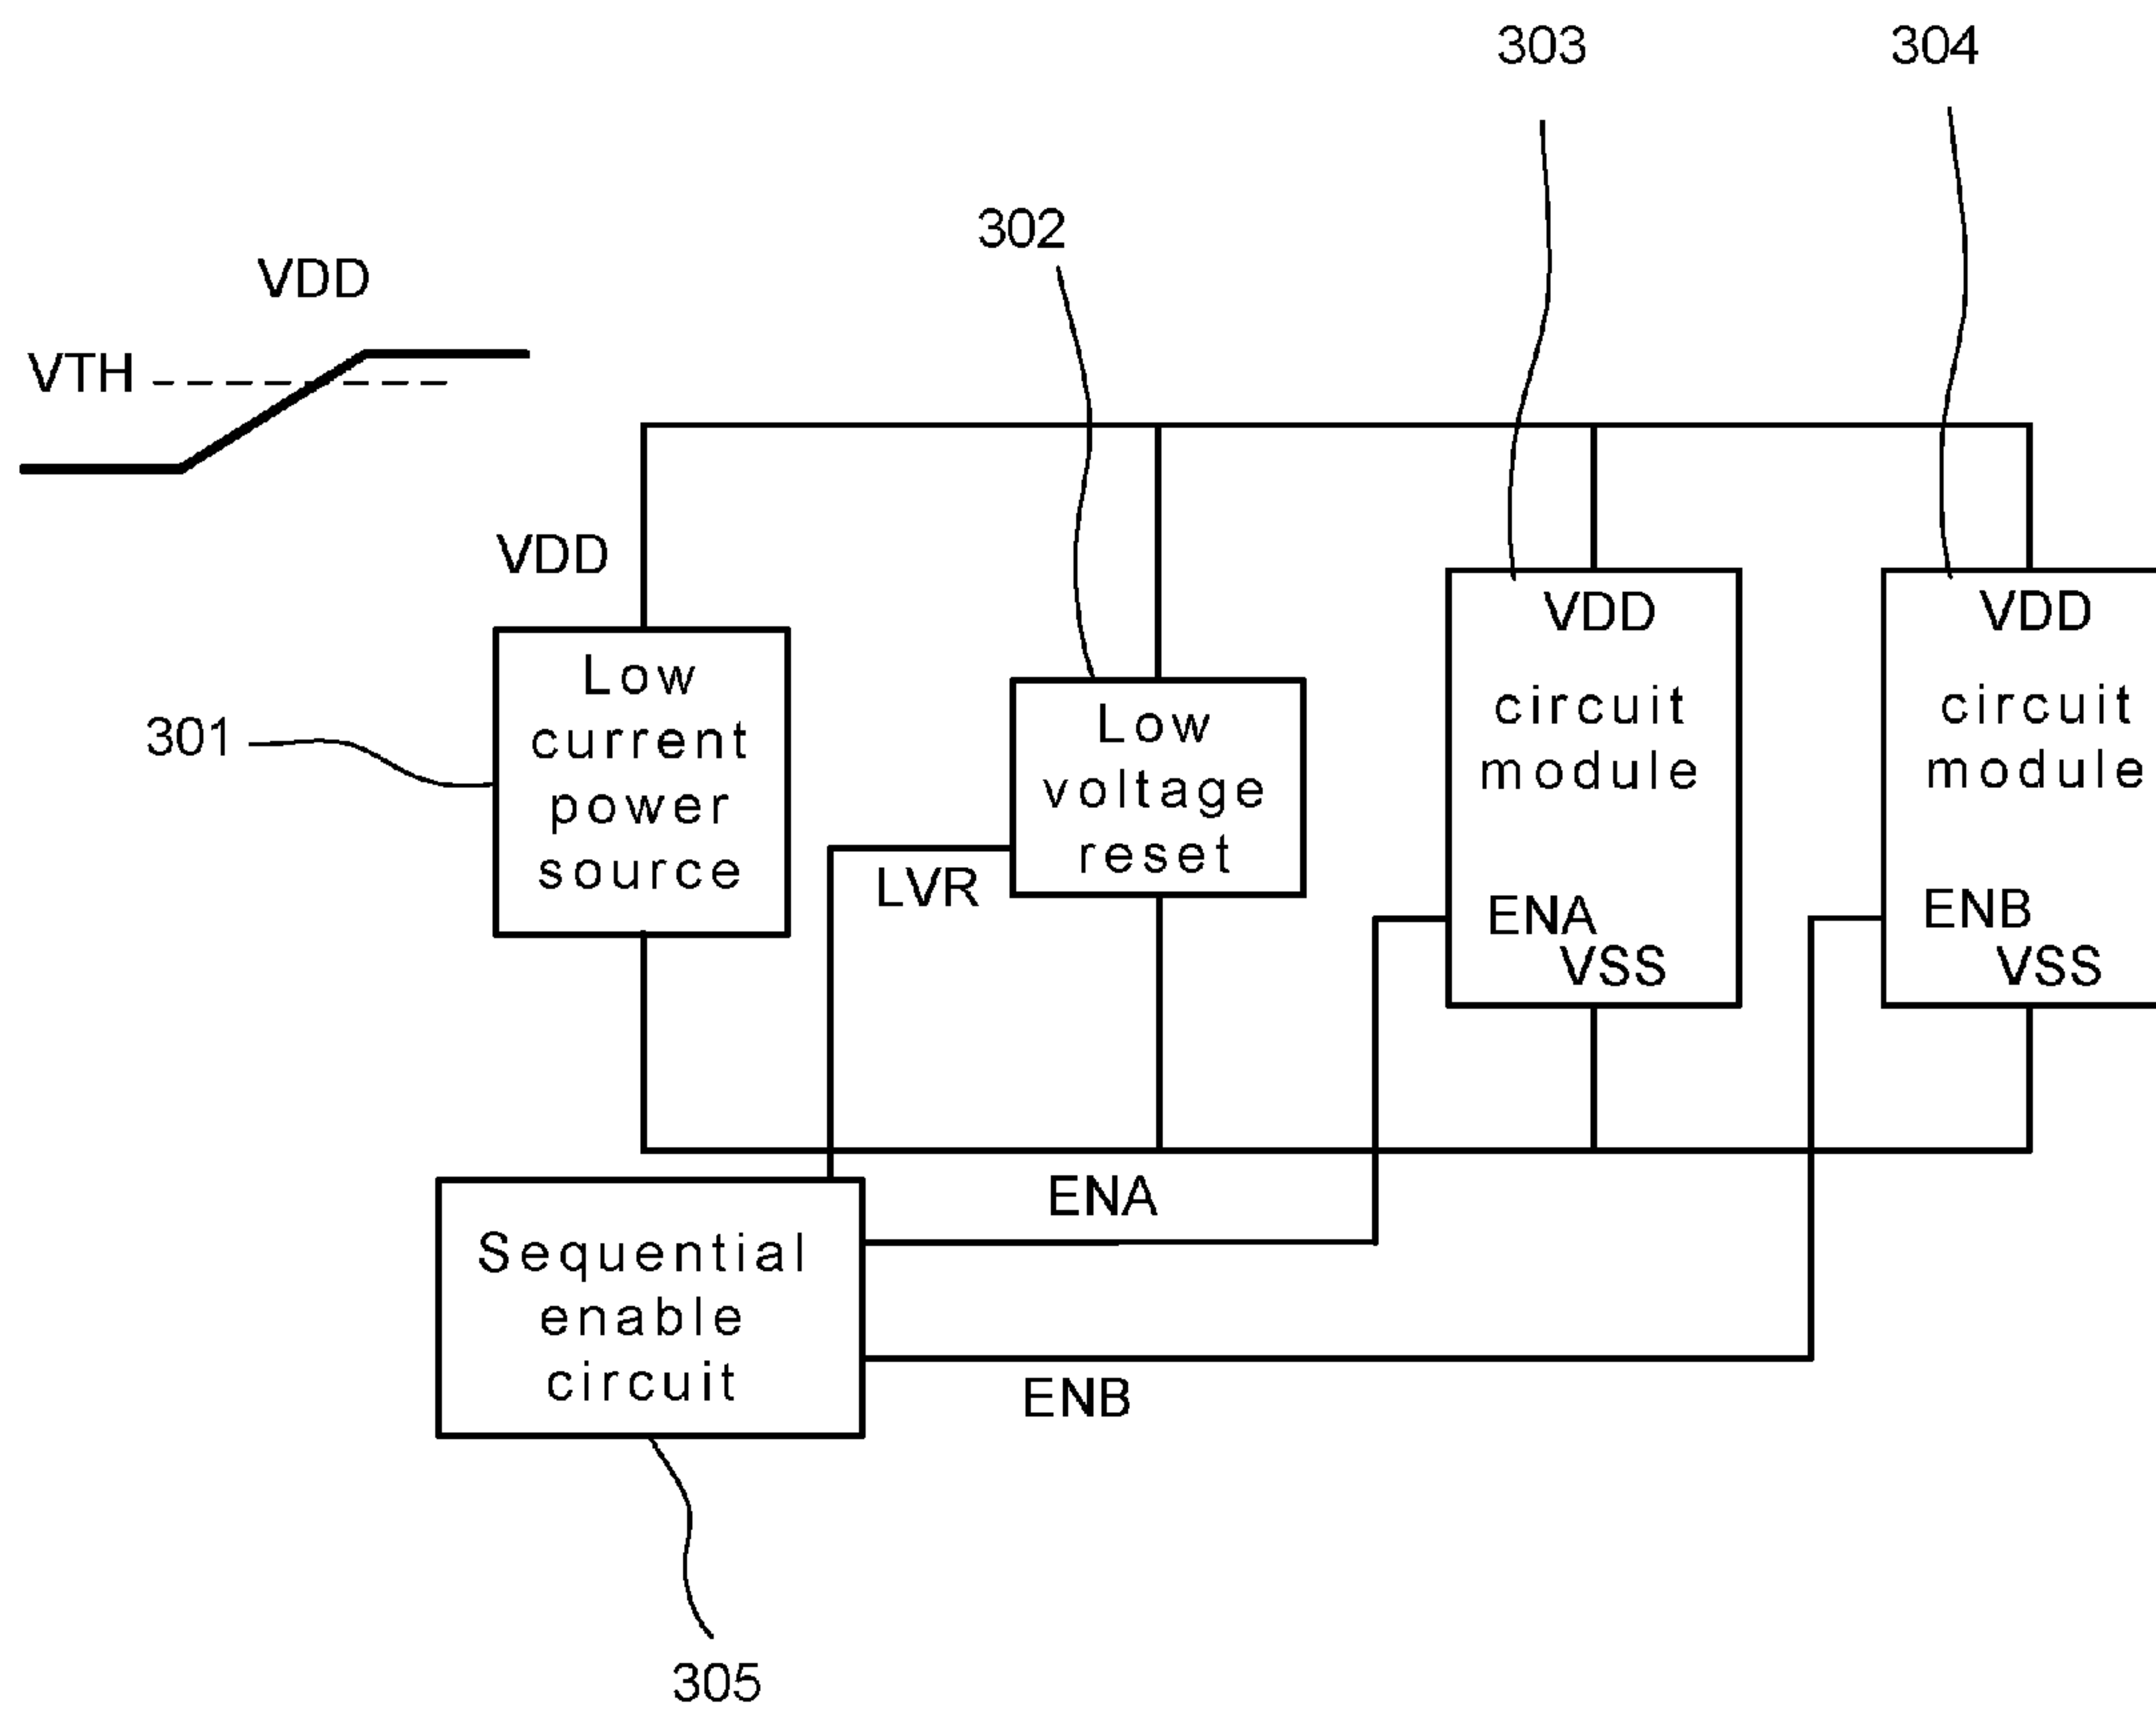 303
304
302
VDD
VTH
VDD
301
Low
current
power
source
Low
voltage
reset
LVR
VDD
circuit
module
ENA
VSS
VDD
circuit
module
ENB
VSS
ENA
Sequential
enable
circuit
ENB
305